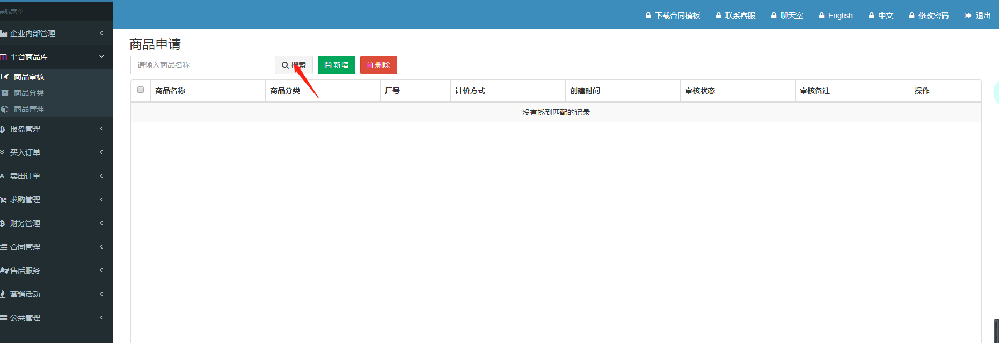 导航菜单
下载合同模板 联系客服 聊天室 English 中文 修改密码 退出
企业内部管理
平台商品库
商品审核
商品分类
商品管理
报盘管理
买入订单
卖出订单
求购管理
财务管理
合同管理
售后服务
营销活动
公共管理
商品申请
请输入商品名称 搜索 新增 删除
商品名称 商品分类 厂号 计价方式 创建时间 审核状态 审核备注 操作
没有找到匹配的记录